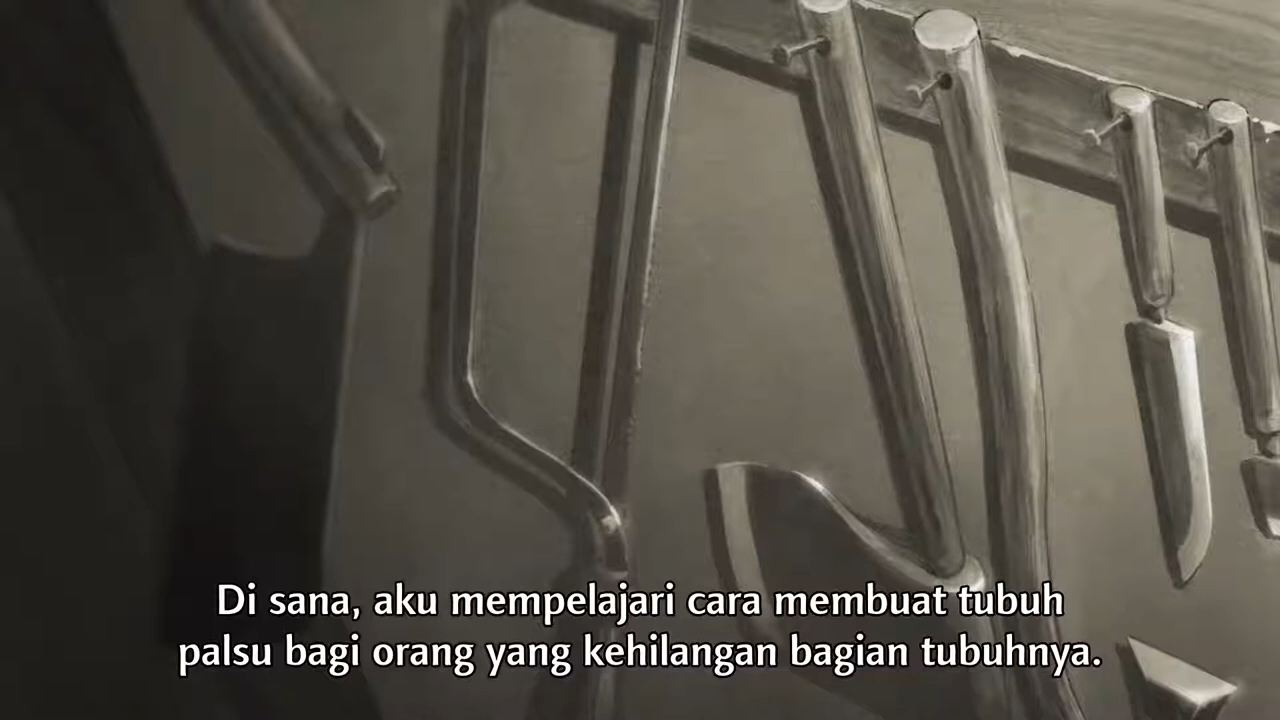 Di sana, aku mempelajari cara membuat tubuh
palsu bagi orang yang kehilangan bagian tubuhnya.